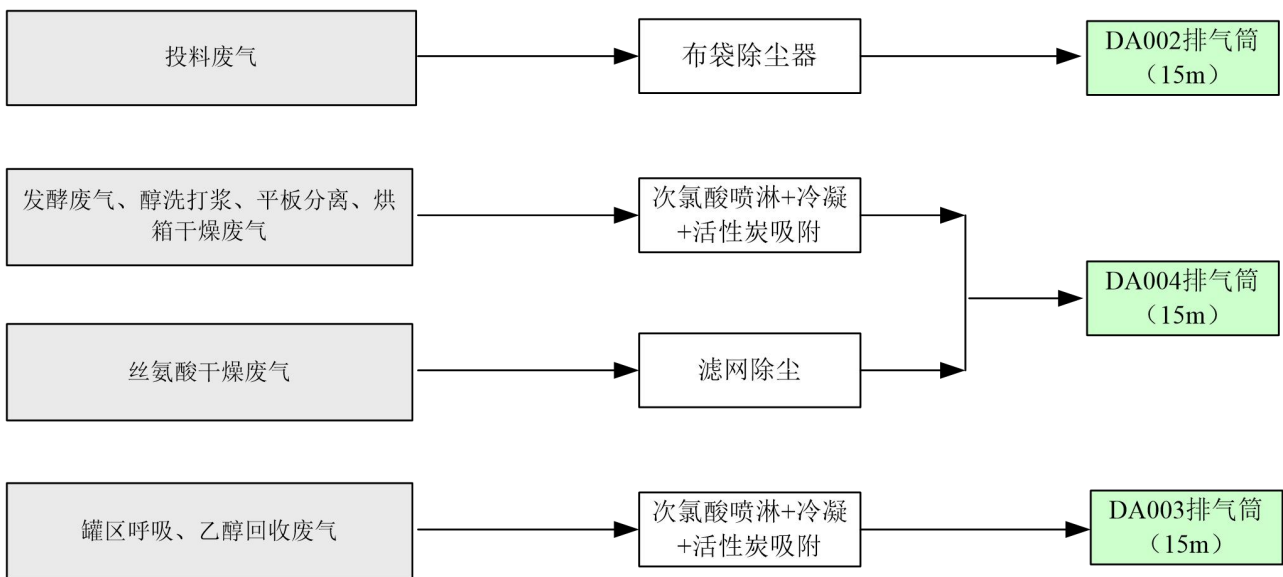 投料废气
布袋除尘器
DA002排气筒
（15m）
发酵废气、醇洗打浆、平板分离、烘
箱干燥废气
次氯酸喷淋+冷凝
+活性炭吸附
DA004排气筒
（15m）
丝氨酸干燥废气
滤网除尘
罐区呼吸、乙醇回收废气
次氯酸喷淋+冷凝
+活性炭吸附
DA003排气筒
（15m）